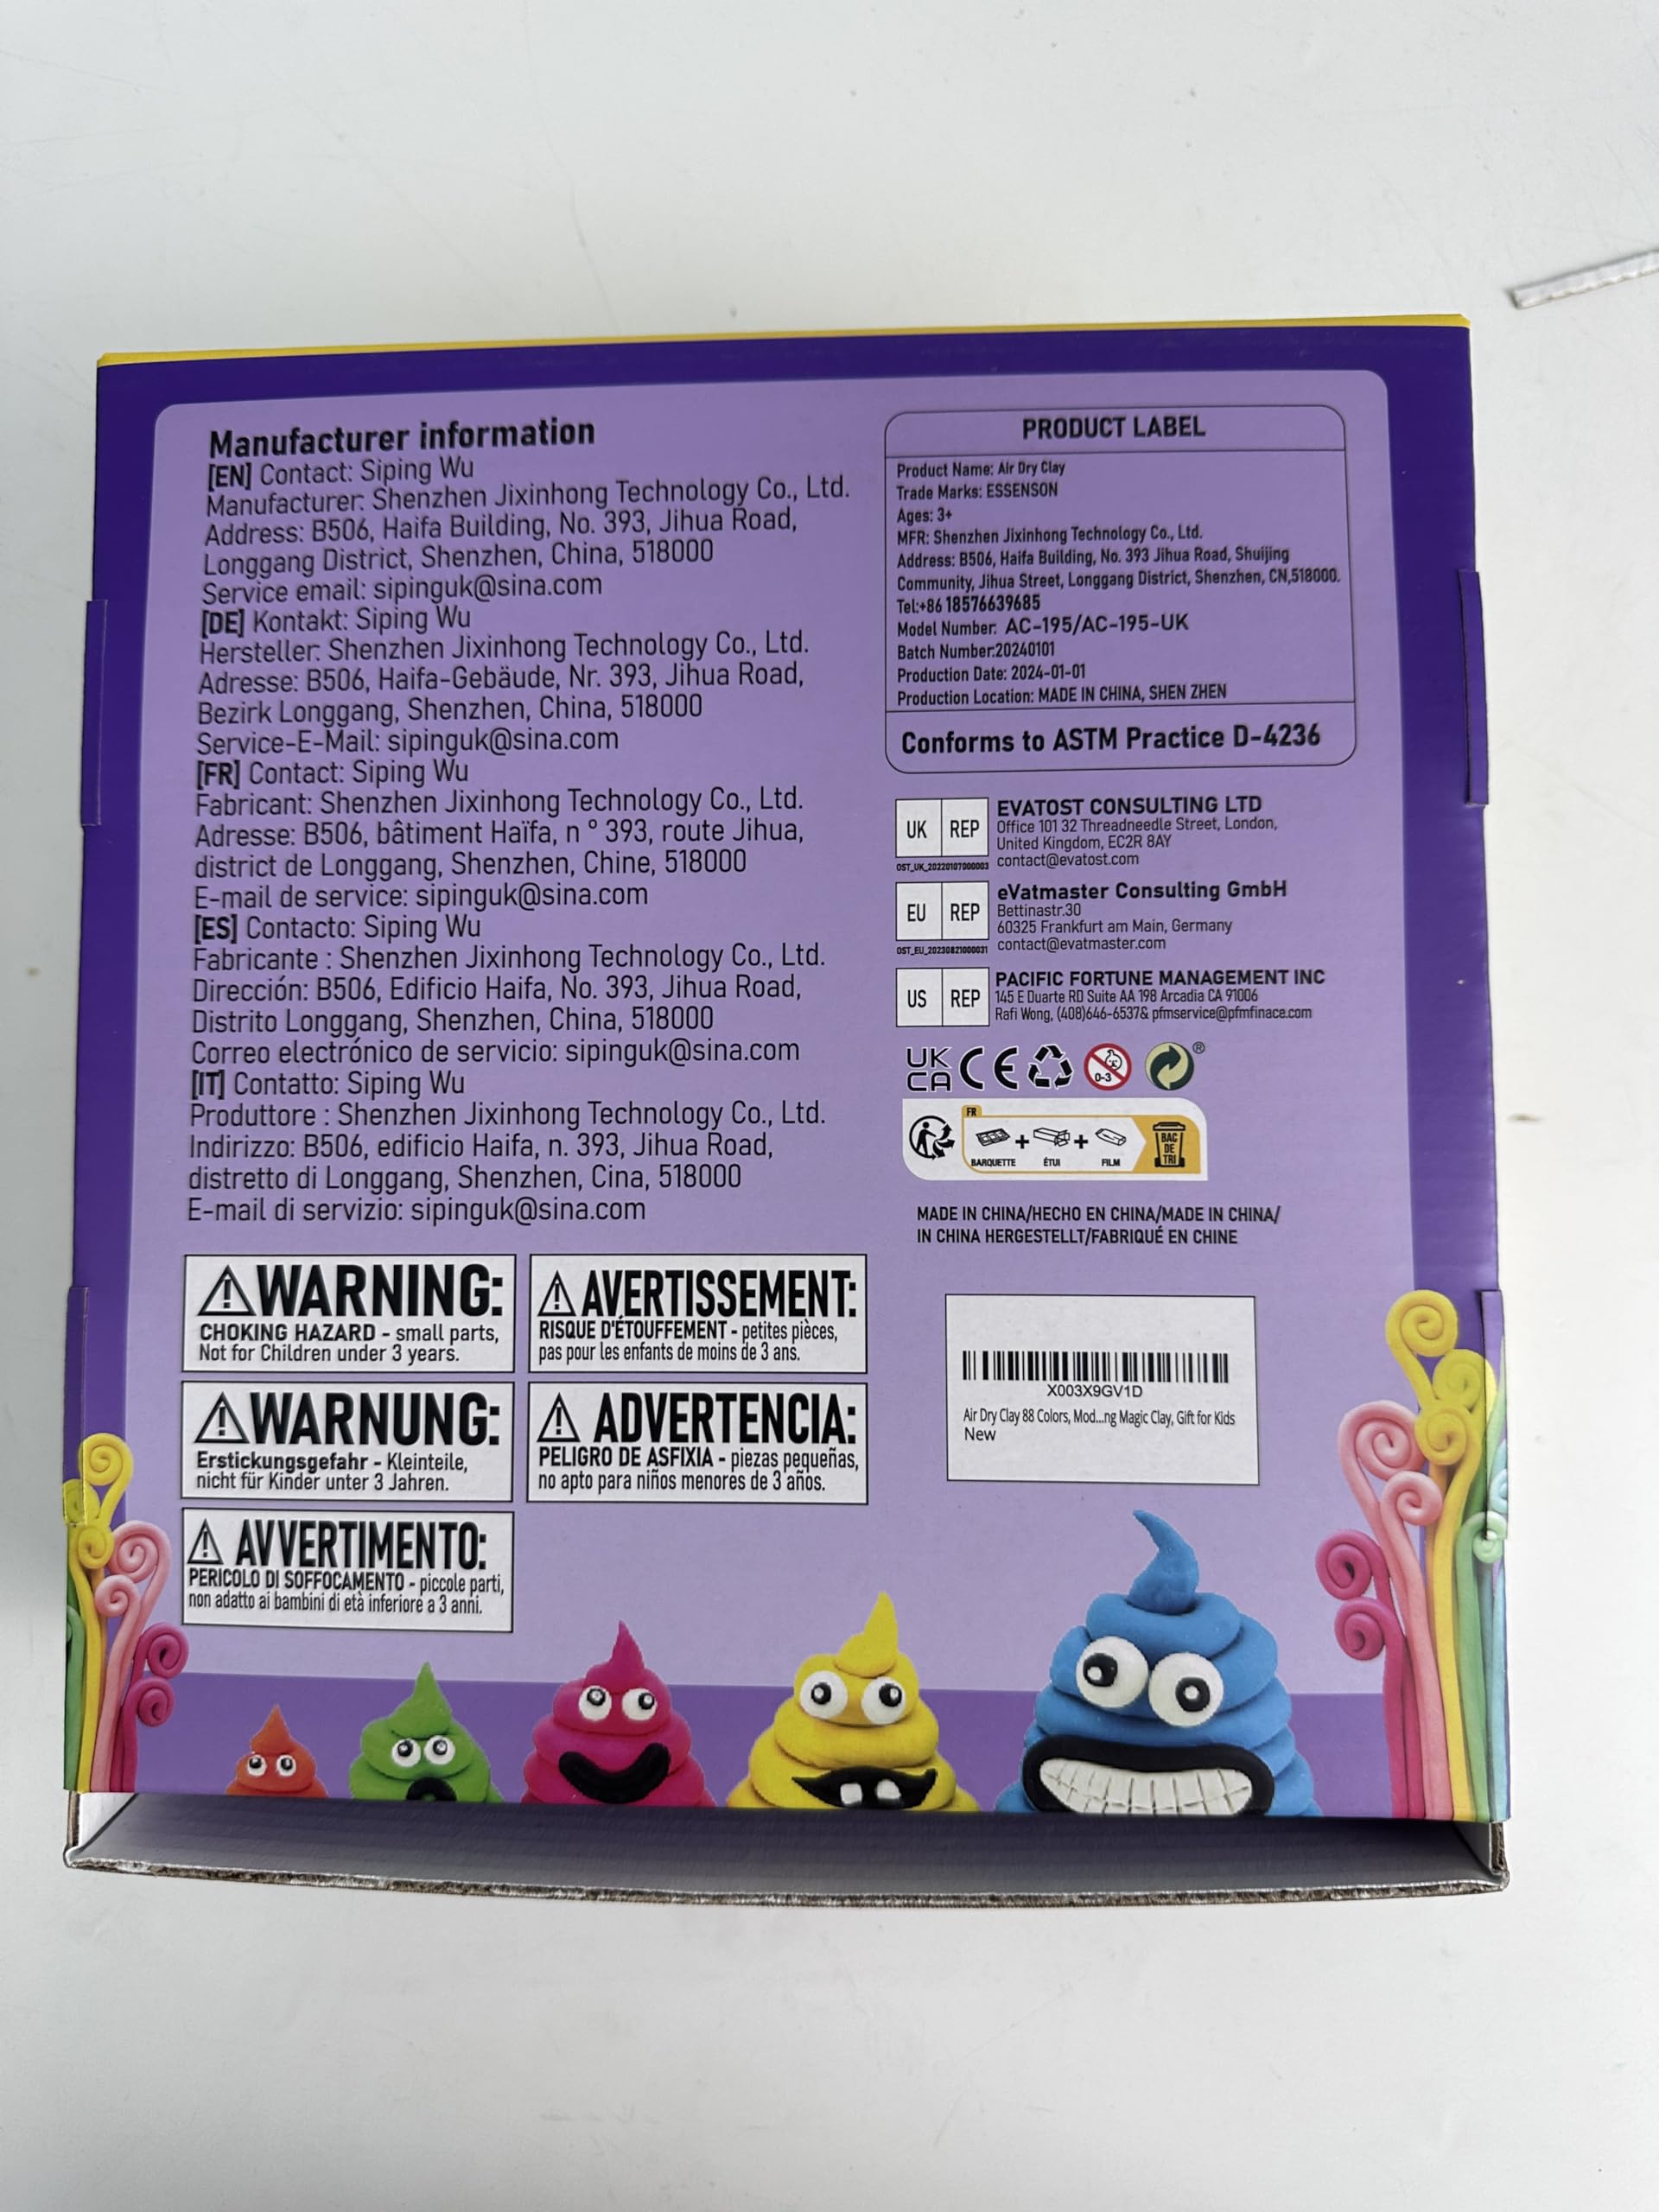 Manufacturer information
[EN] Contact: Siping Wu
Manufacturer: Shenzhen Jixinhong Technology Co., Ltd.
Address: B506, Haifa Building, No. 393, Jihua Road,
Longgang District, Shenzhen, China, 518000
Service email: sipinguk@sina.com
[DE] Kontakt: Siping Wu
Hersteller: Shenzhen Jixinhong Technology Co., Ltd.
Adresse: B506, Haifa-Gebäude, Nr. 393, Jihua Road,
Bezirk Longgang, Shenzhen, China, 518000
Service-E-Mail: sipinguk@sina.com
[FR] Contact: Siping Wu
Fabricant: Shenzhen Jixinhong Technology Co., Ltd.
Adresse: B506, bâtiment Haïfa, n ° 393, route Jihua,
district de Longgang, Shenzhen, Chine, 518000
E-mail de service: sipinguk@sina.com
[ES] Contacto: Siping Wu
Fabricante : Shenzhen Jixinhong Technology Co., Ltd.
Dirección: B506, Edificio Haifa, No. 393, Jihua Road,
Distrito Longgang, Shenzhen, China, 518000
Correo electrónico de servicio: sipinguk@sina.com
[IT] Contatto: Siping Wu
Produttore : Shenzhen Jixinhong Technology Co., Ltd.
Indirizzo: B506, edificio Haifa, n. 393, Jihua Road,
distretto di Longgang, Shenzhen, Cina, 518000
E-mail di servizio: sipinguk@sina.com
WARNING:
CHOKING HAZARD - small parts,
Not for Children under 3 years.
AVERTISSEMENT:
RISQUE D'ÉTOUFFEMENT - petites pièces,
pas pour les enfants de moins de 3 ans.
WARNUNG:
Erstickungsgefahr - Kleinteile,
nicht für Kinder unter 3 Jahren.
ADVERTENCIA:
PELIGRO DE ASFIXIA - piezas pequeñas,
no apto para niños menores de 3 años.
AVVERTIMENTO:
PERICOLO DI SOFFOCAMENTO - piccole parti,
non adatto ai bambini di età inferiore a 3 anni.
PRODUCT LABEL
Product Name: Air Dry Clay
Trade Marks: ESSENSON
Ages: 3+
MFR: Shenzhen Jixinhong Technology Co., Ltd.
Address: B506, Haifa Building, No. 393 Jihua Road, Shuijing
Community, Jihua Street, Longgang District, Shenzhen, CN,518000.
Tel:+86 18576639685
Model Number: AC-195/AC-195-UK
Batch Number:20240101
Production Date: 2024-01-01
Production Location: MADE IN CHINA, SHEN ZHEN
Conforms to ASTM Practice D-4236
UK REP
OST_UK_20220107000003
EVATOST CONSULTING LTD
Office 101 32 Threadneedle Street, London,
United Kingdom, EC2R 8AY
contact@evatost.com
EU REP
OST_EU_20230821000031
eVatmaster Consulting GmbH
Bettinastr.30
60325 Frankfurt am Main, Germany
contact@evatmaster.com
US REP
PACIFIC FORTUNE MANAGEMENT INC
145 E Duarte RD Suite AA 198 Arcadia CA 91006
Rafi Wong, (408)646-6537& pfmservice@pfmfinace.com
UK
CA
CE
0-3
®
FR
BARQUETTE + ÉTUI + FILM
BAC
DE
TRI
MADE IN CHINA/HECHO EN CHINA/MADE IN CHINA/
IN CHINA HERGESTELLT/FABRIQUÉ EN CHINE
X003X9GV1D
Air Dry Clay 88 Colors, Mod...ng Magic Clay, Gift for Kids
New